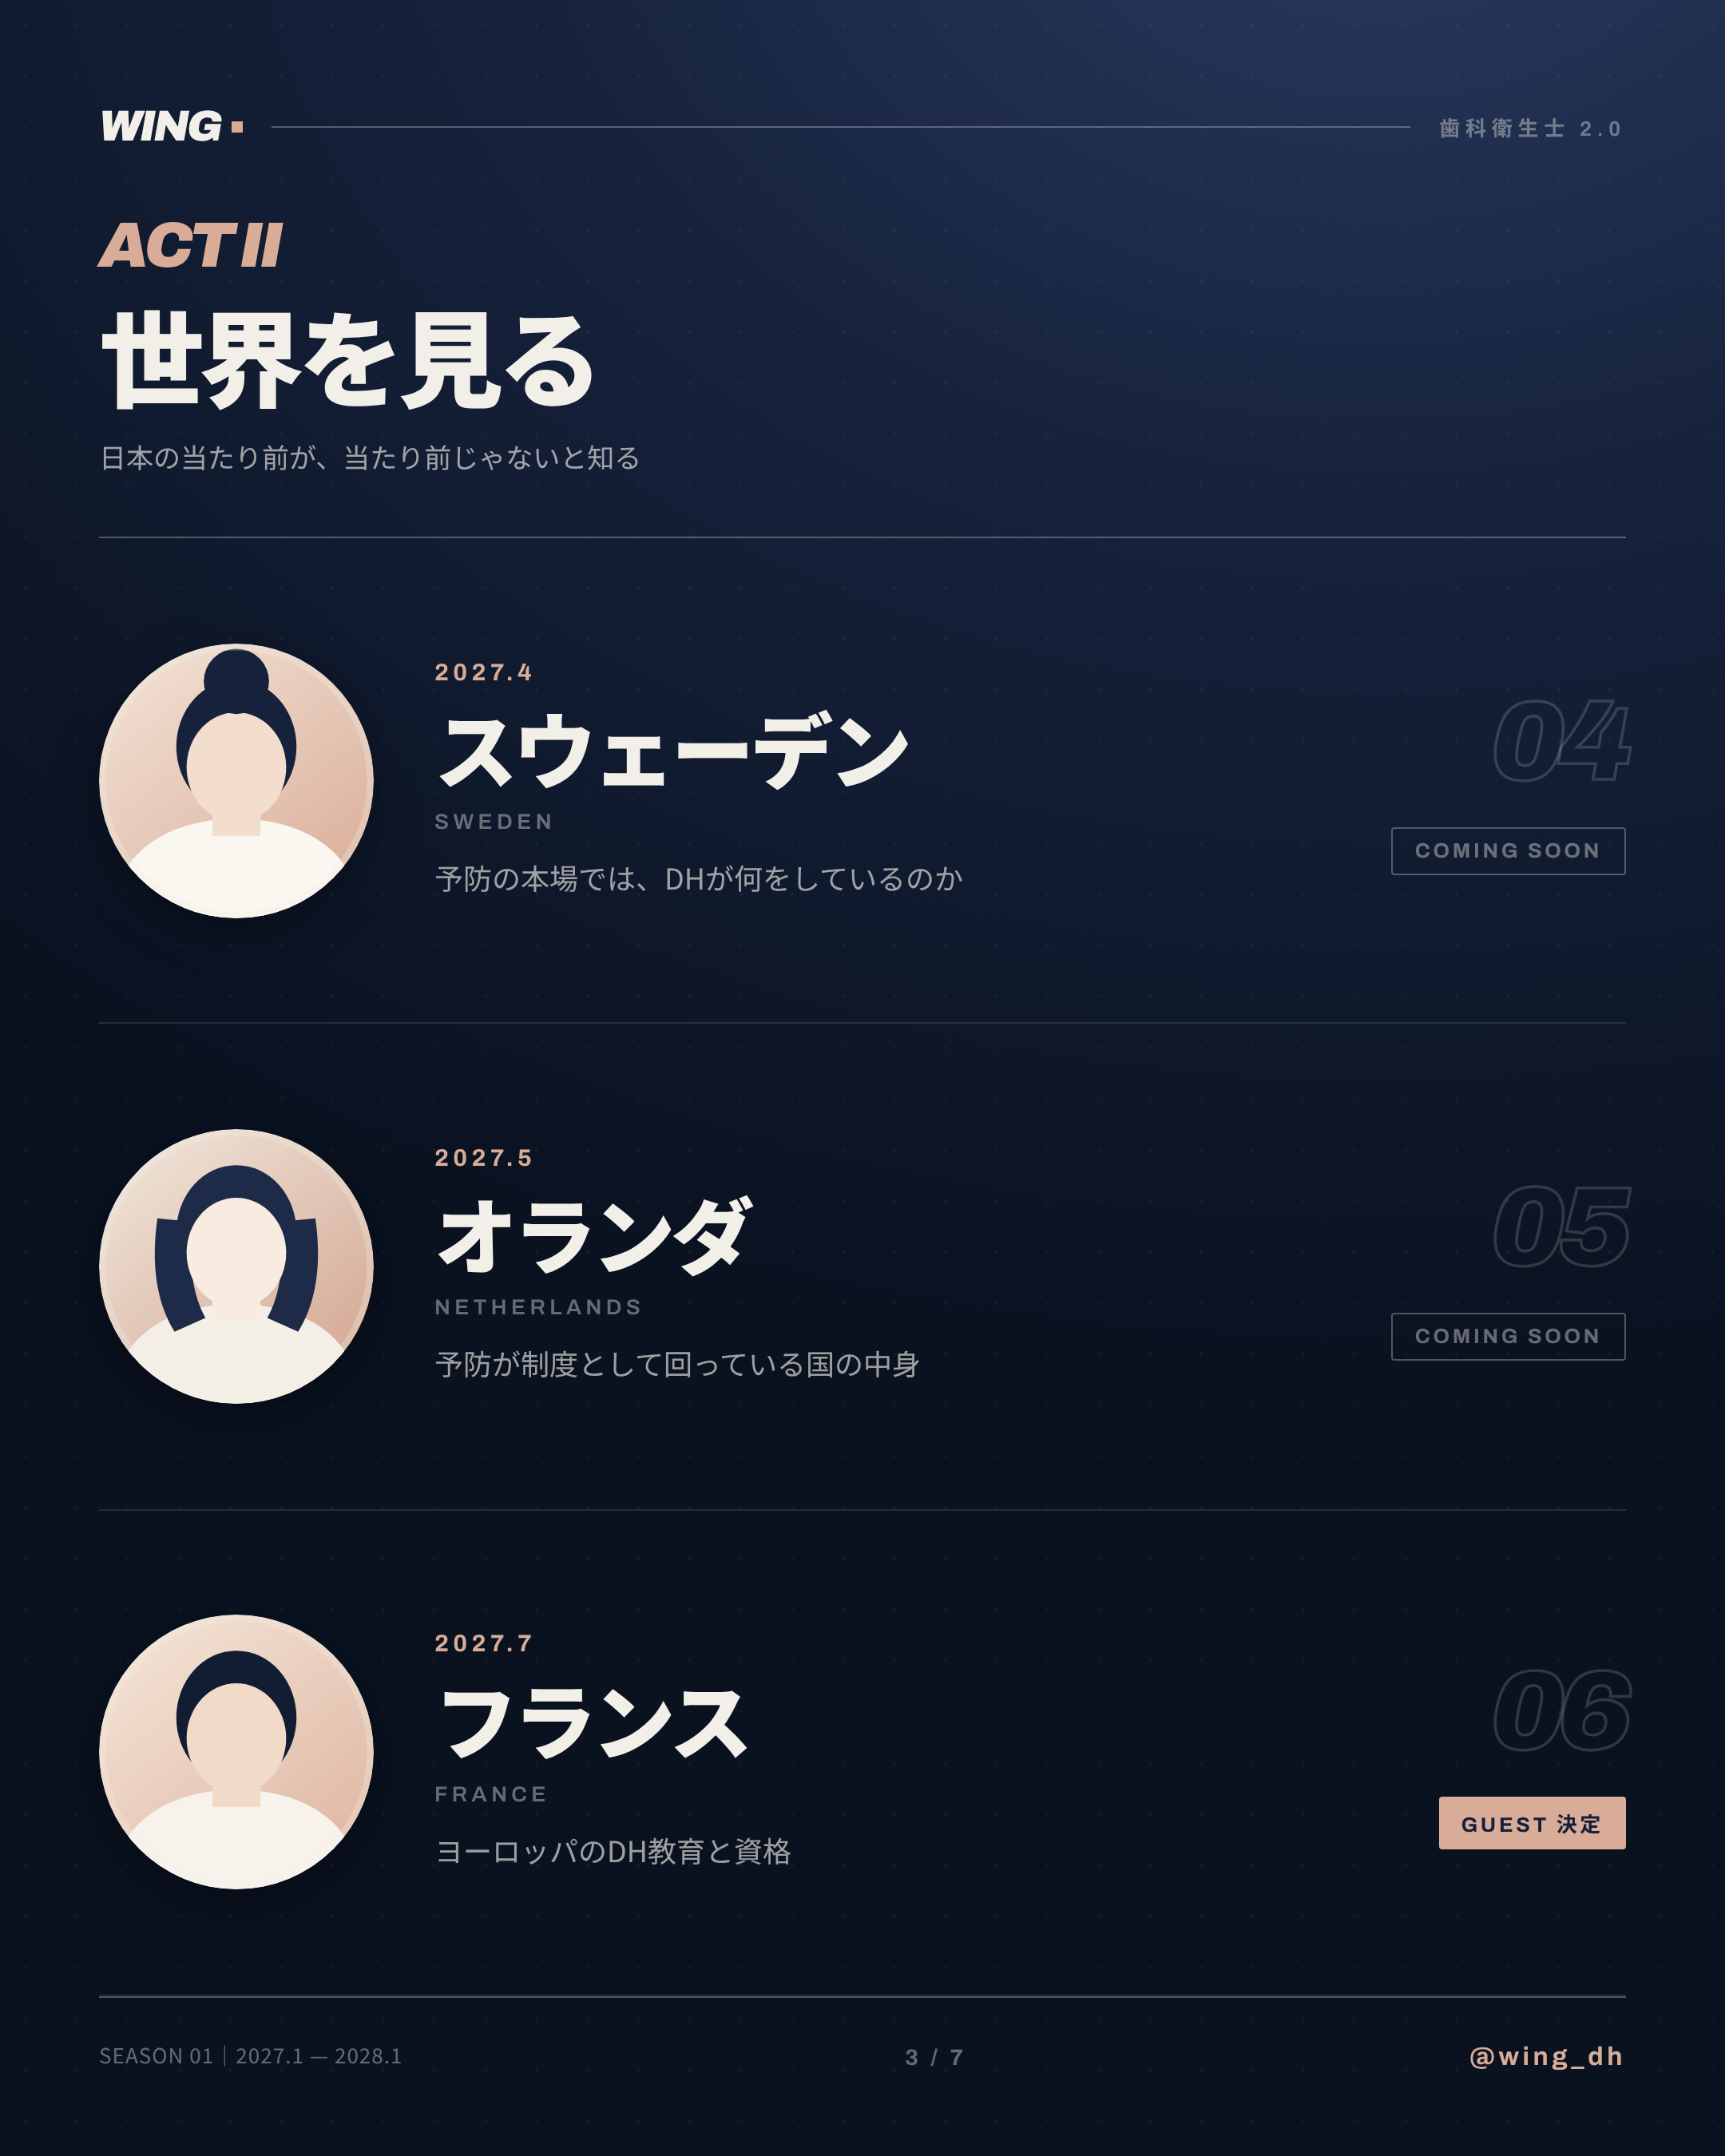 WING
歯科衛生士 2.0
ACT II
世界を見る
日本の当たり前が、当たり前じゃないと知る
2027.4
スウェーデン
SWEDEN
予防の本場では、DHが何をしているのか
04
COMING SOON
2027.5
オランダ
NETHERLANDS
予防が制度として回っている国の中身
05
COMING SOON
2027.7
フランス
FRANCE
ヨーロッパのDH教育と資格
06
GUEST 決定
SEASON 01｜2027.1 — 2028.1
3 / 7
@wing_dh